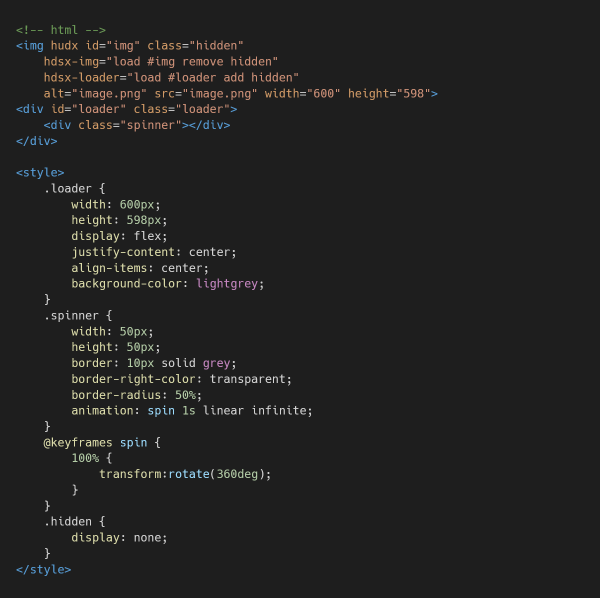 <!-- html -->
<img hudx id="img" class="hidden"
    hdsx-img="load #img remove hidden"
    hdsx-loader="load #loader add hidden"
    alt="image.png" src="image.png" width="600" height="598">
<div id="loader" class="loader">
    <div class="spinner"></div>
</div>

<style>
    .loader {
        width: 600px;
        height: 598px;
        display: flex;
        justify-content: center;
        align-items: center;
        background-color: lightgrey;
    }
    .spinner {
        width: 50px;
        height: 50px;
        border: 10px solid grey;
        border-right-color: transparent;
        border-radius: 50%;
        animation: spin 1s linear infinite;
    }
    @keyframes spin {
        100% {
            transform:rotate(360deg);
        }
    }
    .hidden {
        display: none;
    }
</style>